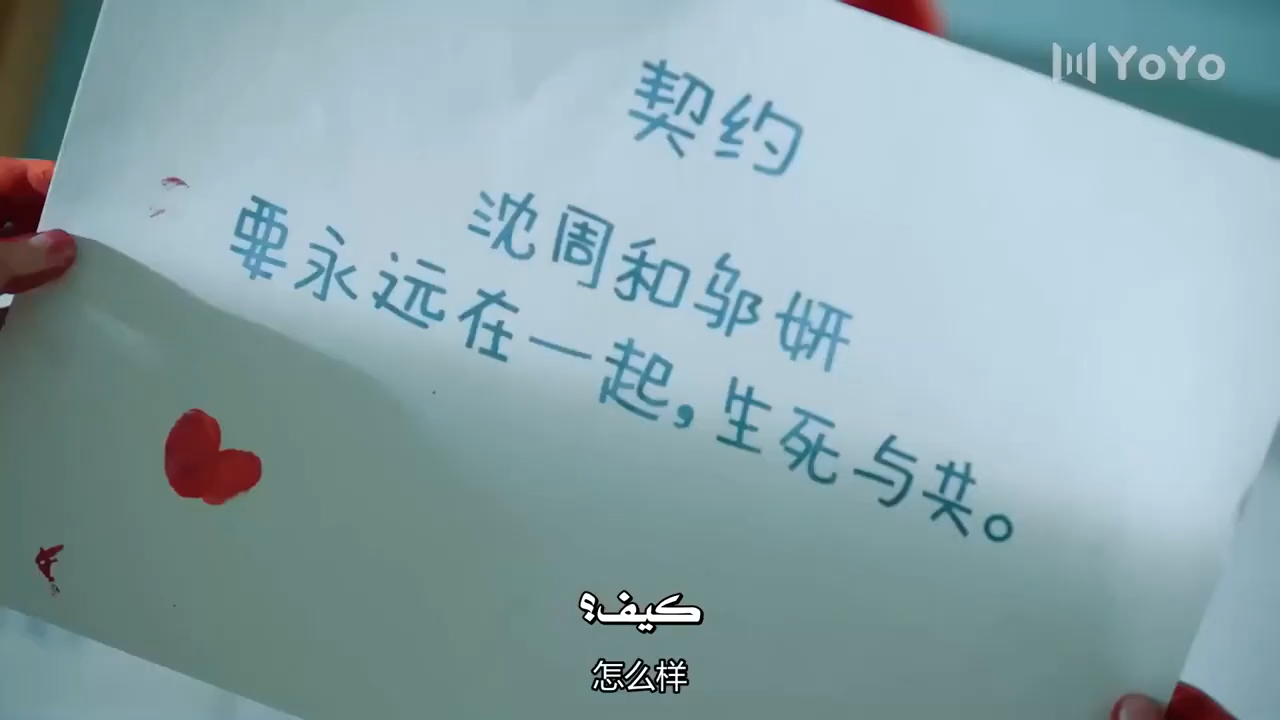 YoYo
契约
沈周和邬妍
要永远在一起,生死与共。
كيف؟
怎么样